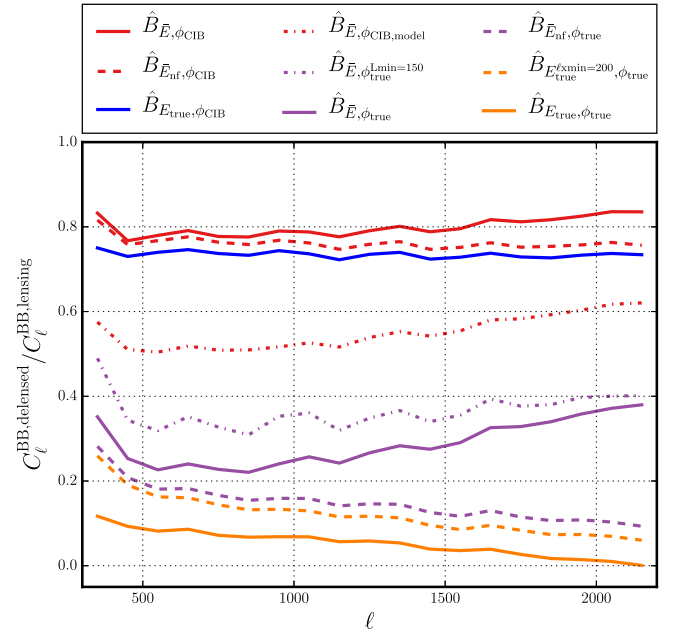 B̂_{Ē,ϕ_CIB} B̂_{Ē,ϕ_CIB,model} B̂_{Ē_nf,ϕ_true}
B̂_{Ē_nf,ϕ_CIB} B̂_{Ē,ϕ_true^{Lmin=150}} B̂_{E_true^{ℓxmin=200},ϕ_true}
B̂_{E_true,ϕ_CIB} B̂_{Ē,ϕ_true} B̂_{E_true,ϕ_true}
1.0
0.8
0.6
0.4
0.2
0.0
C_ℓ^{BB,delensed}/C_ℓ^{BB,lensing}
500 1000 1500 2000
ℓ